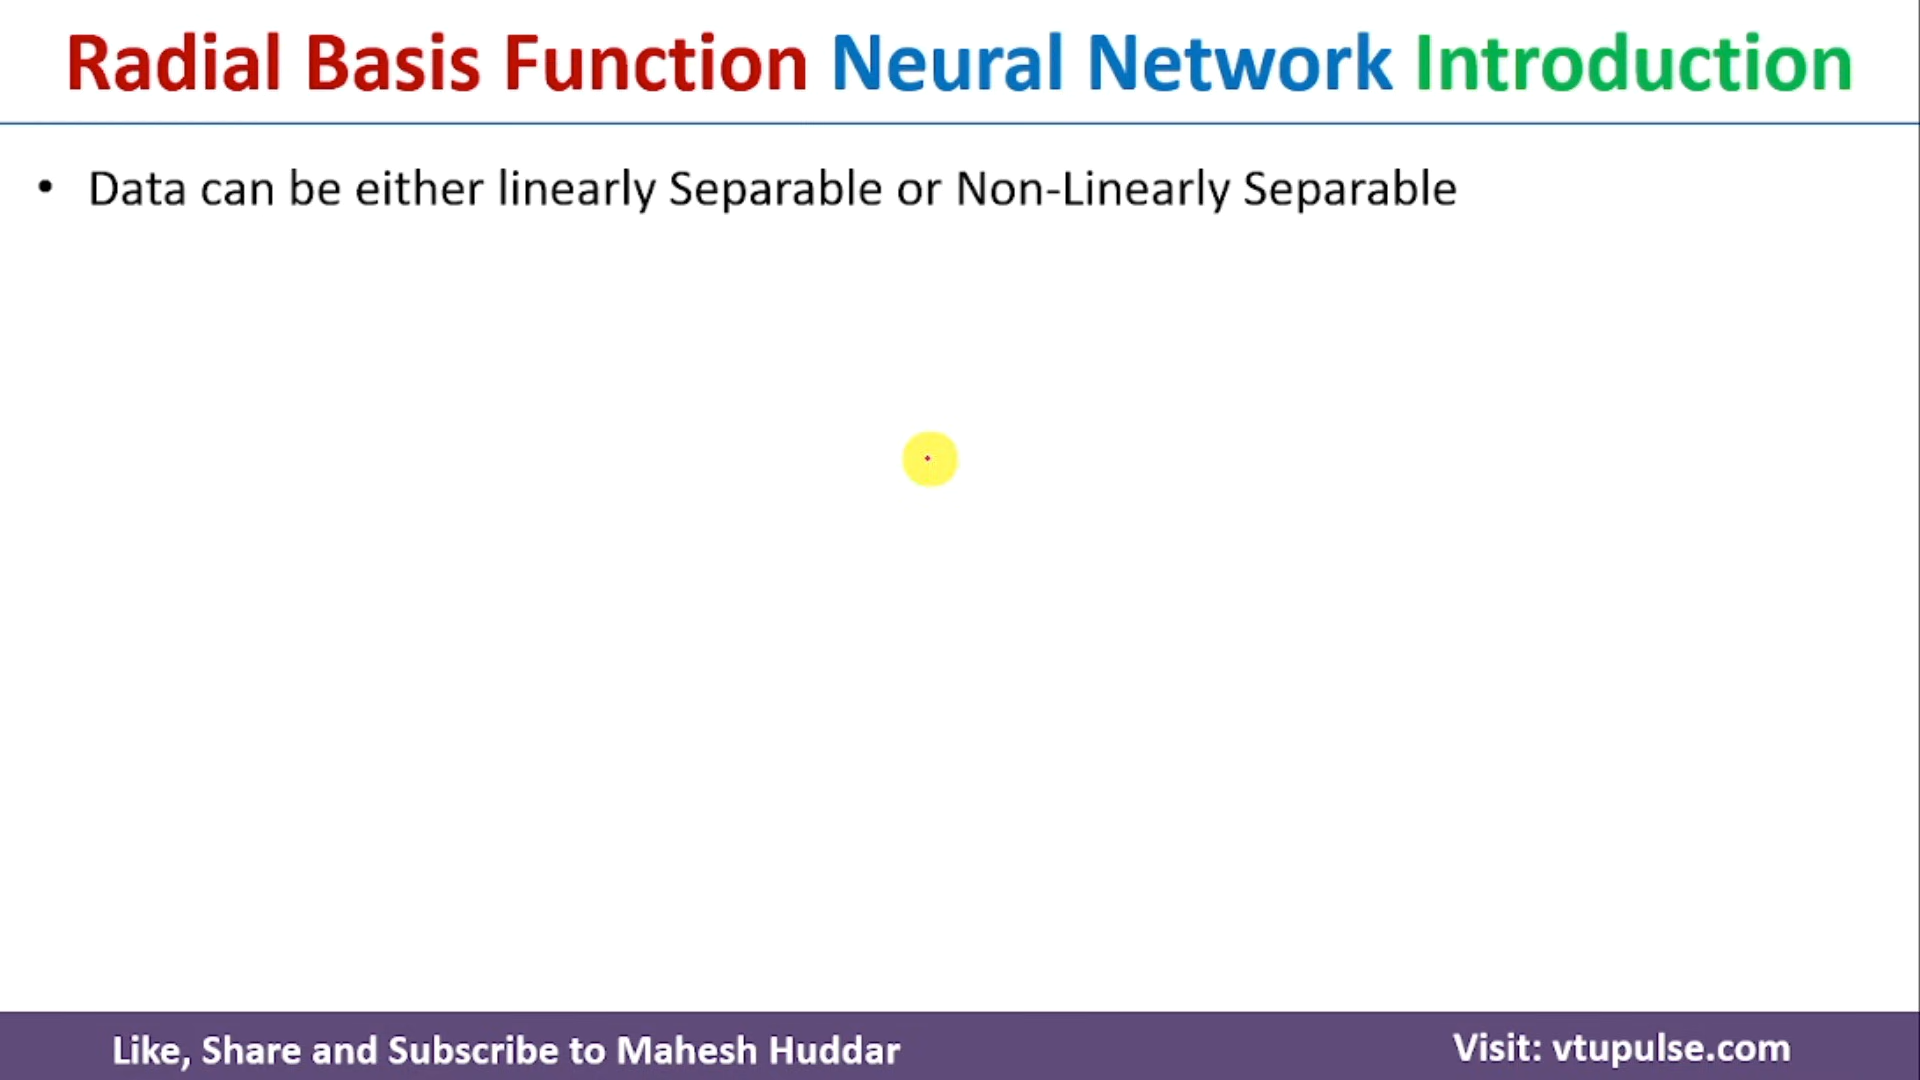 Radial Basis Function Neural Network Introduction
• Data can be either linearly Separable or Non-Linearly Separable
Like, Share and Subscribe to Mahesh Huddar
Visit: vtupulse.com